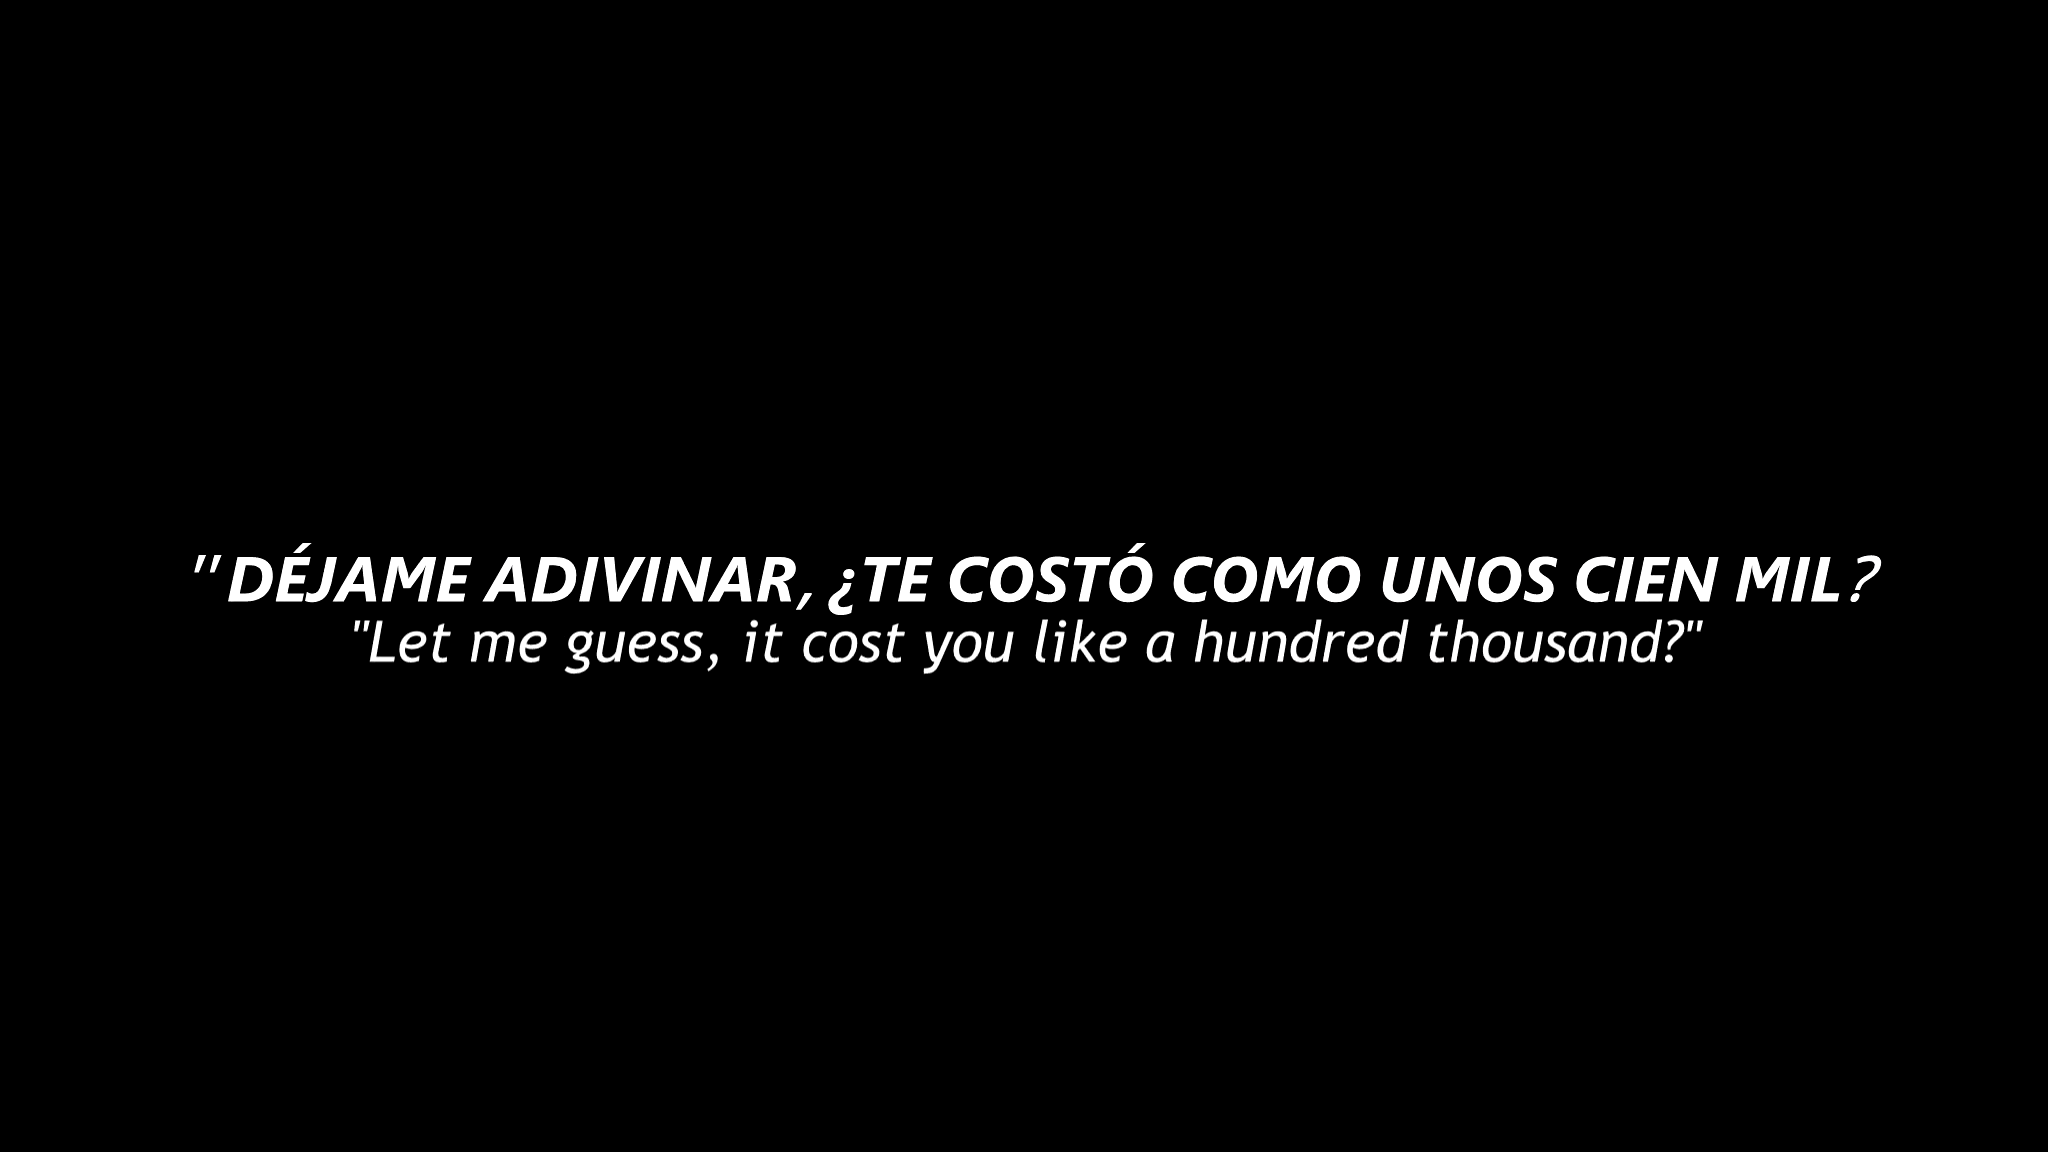 "DÉJAME ADIVINAR, ¿TE COSTÓ COMO UNOS CIEN MIL?
"Let me guess, it cost you like a hundred thousand?"